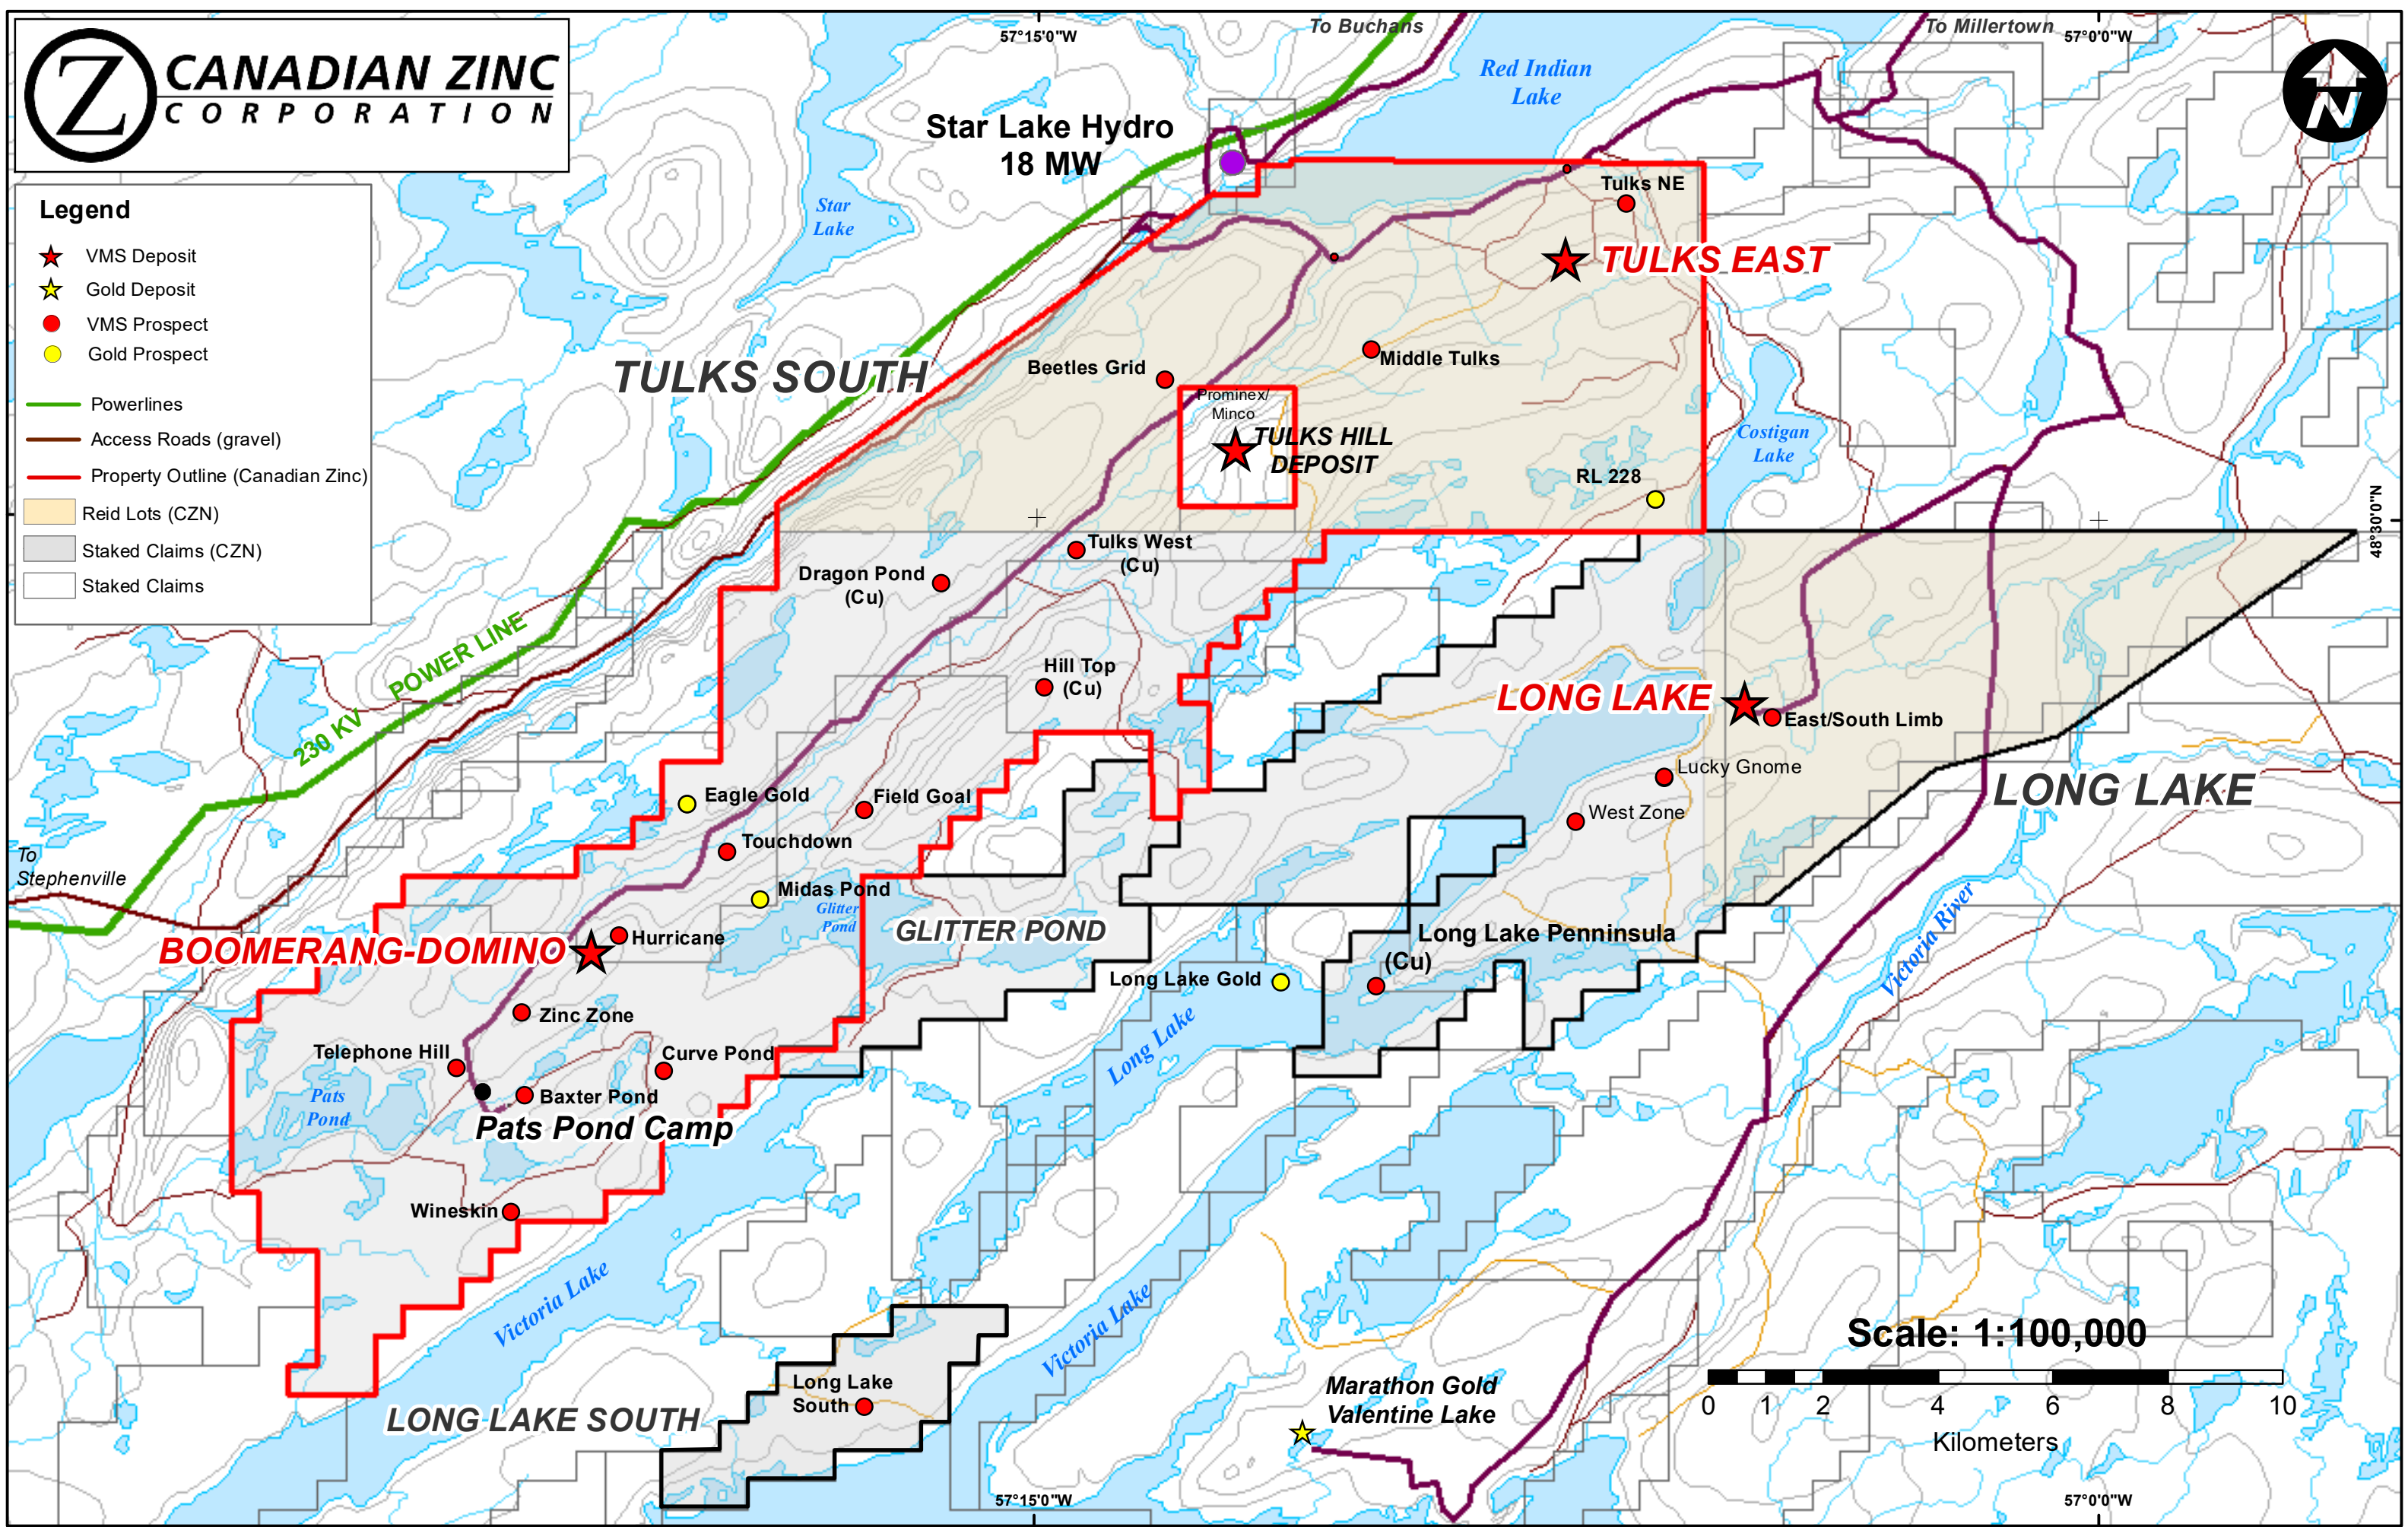 CANADIAN ZINC
CORPORATION
Legend
VMS Deposit
Gold Deposit
VMS Prospect
Gold Prospect
Powerlines
Access Roads (gravel)
Property Outline (Canadian Zinc)
Reid Lots (CZN)
Staked Claims (CZN)
Staked Claims
57°15'0"W
To Buchans
To Millertown
57°0'0"W
N
Red Indian
Lake
Star Lake Hydro
18 MW
Star
Lake
Tulks NE
TULKS EAST
TULKS SOUTH
Beetles Grid
Middle Tulks
Prominex/
Minco
TULKS HILL
DEPOSIT
Costigan
Lake
RL 228
48°30'0"N
Tulks West
(Cu)
Dragon Pond
(Cu)
POWER LINE
230 KV
Hill Top
(Cu)
LONG LAKE
East/South Limb
Lucky Gnome
LONG LAKE
West Zone
Eagle Gold
Field Goal
Touchdown
To
Stephenville
Midas Pond
Glitter
Pond
GLITTER POND
BOOMERANG-DOMINO
Hurricane
Long Lake Penninsula
(Cu)
Long Lake Gold
Victoria River
Zinc Zone
Long Lake
Telephone Hill
Curve Pond
Pats
Pond
Baxter Pond
Pats Pond Camp
Wineskin
Victoria Lake
Victoria Lake
Scale: 1:100,000
0 1 2 4 6 8 10
Kilometers
Long Lake
South
LONG LAKE SOUTH
Marathon Gold
Valentine Lake
57°15'0"W
57°0'0"W